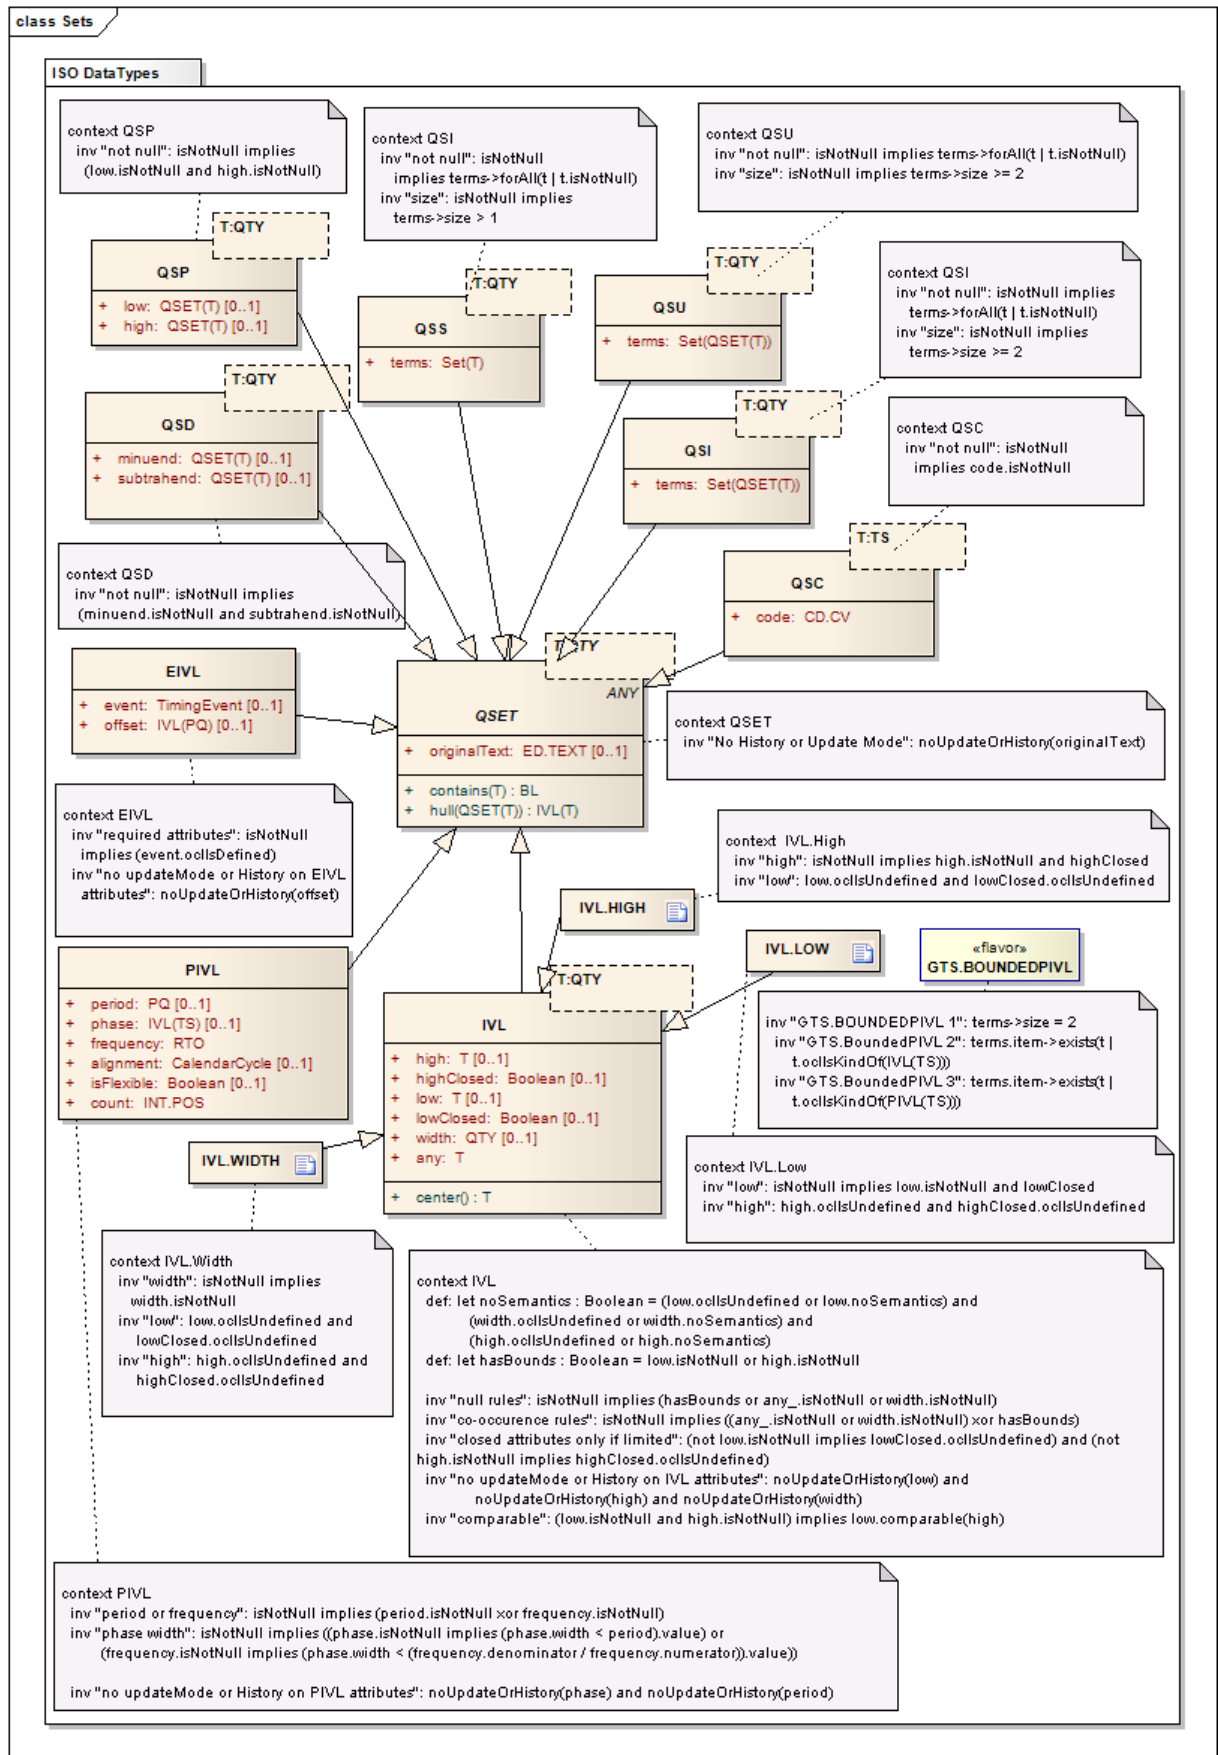 class Sets
ISO DataTypes
context QSP
inv "not null": isNotNull implies
(low.isNotNull and high.isNotNull)
context QSI
inv "not null": isNotNull
implies terms->forAll(t | t.isNotNull)
inv "size": isNotNull implies
terms->size > 1
context QSU
inv "not null": isNotNull implies terms->forAll(t | t.isNotNull)
inv "size": isNotNull implies terms->size >= 2
T:QTY
QSP
+ low: QSET(T) [0..1]
+ high: QSET(T) [0..1]
T:QTY
QSS
+ terms: Set(T)
T:QTY
QSU
+ terms: Set(QSET(T))
context QSI
inv "not null": isNotNull implies
terms->forAll(t | t.isNotNull)
inv "size": isNotNull implies
terms->size >= 2
T:QTY
QSD
+ minuend: QSET(T) [0..1]
+ subtrahend: QSET(T) [0..1]
T:QTY
QSI
+ terms: Set(QSET(T))
context QSC
inv "not null": isNotNull
implies code.isNotNull
context QSD
inv "not null": isNotNull implies
(minuend.isNotNull and subtrahend.isNotNull)
T:TS
QSC
+ code: CD.CV
EIVL
+ event: TimingEvent [0..1]
+ offset: IVL(PQ) [0..1]
T:QTY
ANY
QSET
+ originalText: ED.TEXT [0..1]
+ contains(T) : BL
+ hull(QSET(T)) : IVL(T)
context QSET
inv "No History or Update Mode": noUpdateOrHistory(originalText)
context EIVL
inv "required attributes": isNotNull
implies (event.oclIsDefined)
inv "no updateMode or History on EIVL
attributes": noUpdateOrHistory(offset)
context IVL.High
inv "high": isNotNull implies high.isNotNull and highClosed
inv "low": low.oclIsUndefined and lowClosed.oclIsUndefined
IVL.HIGH
IVL.LOW
«flavor»
GTS.BOUNDEDPIVL
PIVL
+ period: PQ [0..1]
+ phase: IVL(TS) [0..1]
+ frequency: RTO
+ alignment: CalendarCycle [0..1]
+ isFlexible: Boolean [0..1]
+ count: INT.POS
T:QTY
IVL
+ high: T [0..1]
+ highClosed: Boolean [0..1]
+ low: T [0..1]
+ lowClosed: Boolean [0..1]
+ width: QTY [0..1]
+ any: T
+ center() : T
inv "GTS.BOUNDEDPIVL 1": terms->size = 2
inv "GTS.BoundedPIVL 2": terms.item->exists(t |
t.oclIsKindOf(IVL(TS)))
inv "GTS.BoundedPIVL 3": terms.item->exists(t |
t.oclIsKindOf(PIVL(TS)))
IVL.WIDTH
context IVL.Low
inv "low": isNotNull implies low.isNotNull and lowClosed
inv "high": high.oclIsUndefined and highClosed.oclIsUndefined
context IVL.Width
inv "width": isNotNull implies
width.isNotNull
inv "low": low.oclIsUndefined and
lowClosed.oclIsUndefined
inv "high": high.oclIsUndefined and
highClosed.oclIsUndefined
context IVL
def: let noSemantics : Boolean = (low.oclIsUndefined or low.noSemantics) and
(width.oclIsUndefined or width.noSemantics) and
(high.oclIsUndefined or high.noSemantics)
def: let hasBounds : Boolean = low.isNotNull or high.isNotNull
inv "null rules": isNotNull implies (hasBounds or any_.isNotNull or width.isNotNull)
inv "co-occurence rules": isNotNull implies ((any_.isNotNull or width.isNotNull) xor hasBounds)
inv "closed attributes only if limited": (not low.isNotNull implies lowClosed.oclIsUndefined) and (not
high.isNotNull implies highClosed.oclIsUndefined)
inv "no updateMode or History on IVL attributes": noUpdateOrHistory(low) and
noUpdateOrHistory(high) and noUpdateOrHistory(width)
inv "comparable": (low.isNotNull and high.isNotNull) implies low.comparable(high)
context PIVL
inv "period or frequency": isNotNull implies (period.isNotNull xor frequency.isNotNull)
inv "phase width": isNotNull implies ((phase.isNotNull implies (phase.width < period).value) or
(frequency.isNotNull implies (phase.width < (frequency.denominator / frequency.numerator)).value))
inv "no updateMode or History on PIVL attributes": noUpdateOrHistory(phase) and noUpdateOrHistory(period)